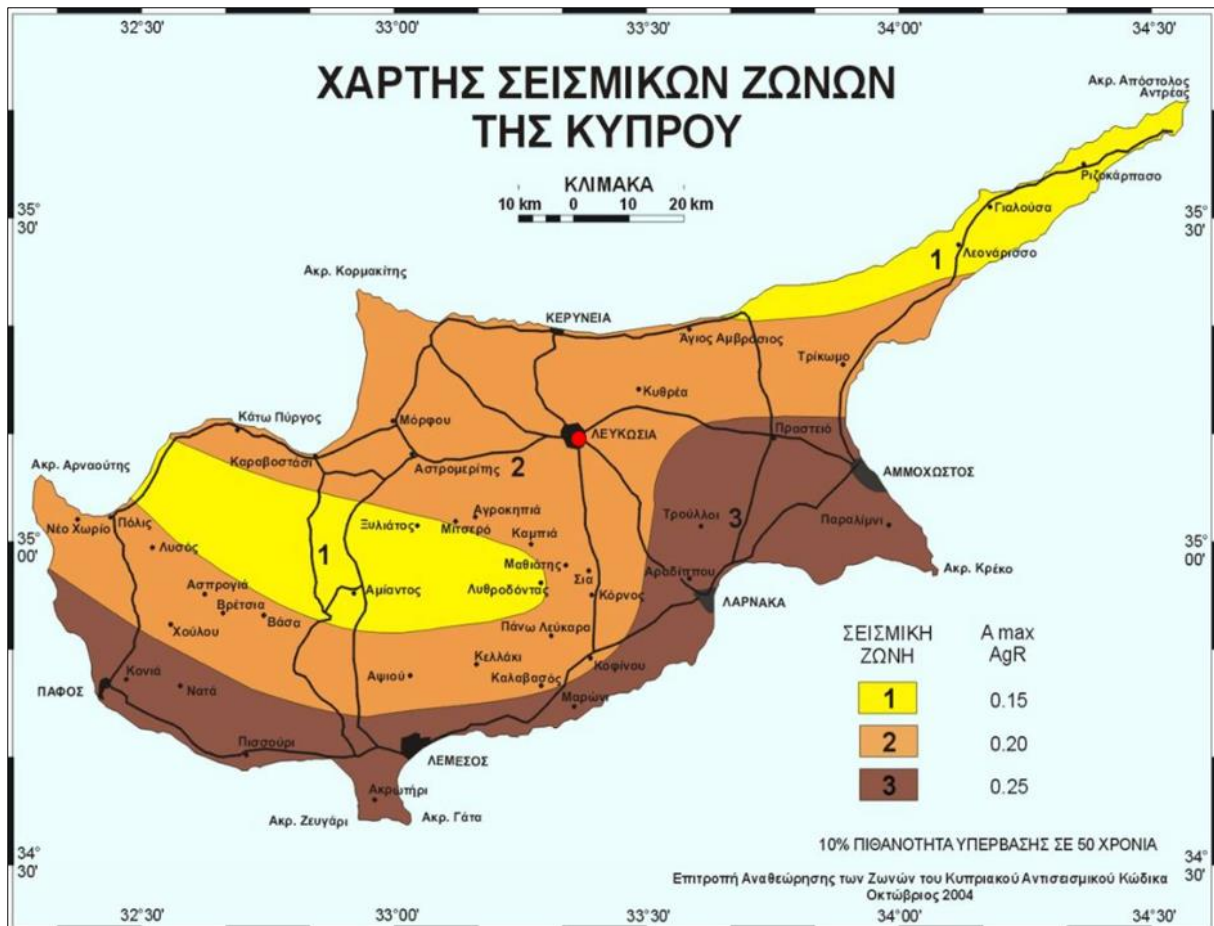 32°30' 33°00' 33°30' 34°00' 34°30'
ΧΑΡΤΗΣ ΣΕΙΣΜΙΚΩΝ ΖΩΝΩΝ
ΤΗΣ ΚΥΠΡΟΥ
ΚΛΙΜΑΚΑ
10 km 0 10 20 km
Ακρ. Απόστολος
Αντρέας
Ριζοκάρπασο
35°
30'
35°
30'
Γιαλούσα
1
Λεονάρισσο
Ακρ. Κορμακίτης
ΚΕΡΥΝΕΙΑ
Άγιος Αμβρόσιος
Τρίκωμο
Κυθρέα
Κάτω Πύργος
Μόρφου
ΛΕΥΚΩΣΙΑ
Πραστειό
Ακρ. Αρναούτης
Καραβοστάσι
Αστρομερίτης
2
ΑΜΜΟΧΩΣΤΟΣ
Νέο Χωρίο
Πόλις
Ξυλιάτος
Μιτσερό
Αγροκηπιά
Καμπιά
Τρούλλοι
3
Παραλίμνι
35°
00'
35°
00'
Λυσός
1
Μαθιάτης
Σια
Αραδίππου
Ακρ. Κρέκο
Ασπρογιά
Αμίαντος
Λυθροδόντας
Κόρνος
ΛΑΡΝΑΚΑ
Βρέτσια
Βάσα
Χούλου
Πάνω Λεύκαρα
Κελλάκι
Κοφίνου
Κονιά
Αψιού
Καλαβασός
ΠΑΦΟΣ
Νατά
Μαρώνι
Πισσούρι
ΛΕΜΕΣΟΣ
Ακρωτήρι
Ακρ. Ζευγάρι
Ακρ. Γάτα
ΣΕΙΣΜΙΚΗ
ΖΩΝΗ
A max
AgR
1 0.15
2 0.20
3 0.25
10% ΠΙΘΑΝΟΤΗΤΑ ΥΠΕΡΒΑΣΗΣ ΣΕ 50 ΧΡΟΝΙΑ
34°
30'
34°
30'
Επιτροπή Αναθεώρησης των Ζωνών του Κυπριακού Αντισεισμικού Κώδικα
Οκτώβριος 2004
32°30' 33°00' 33°30' 34°00' 34°30'